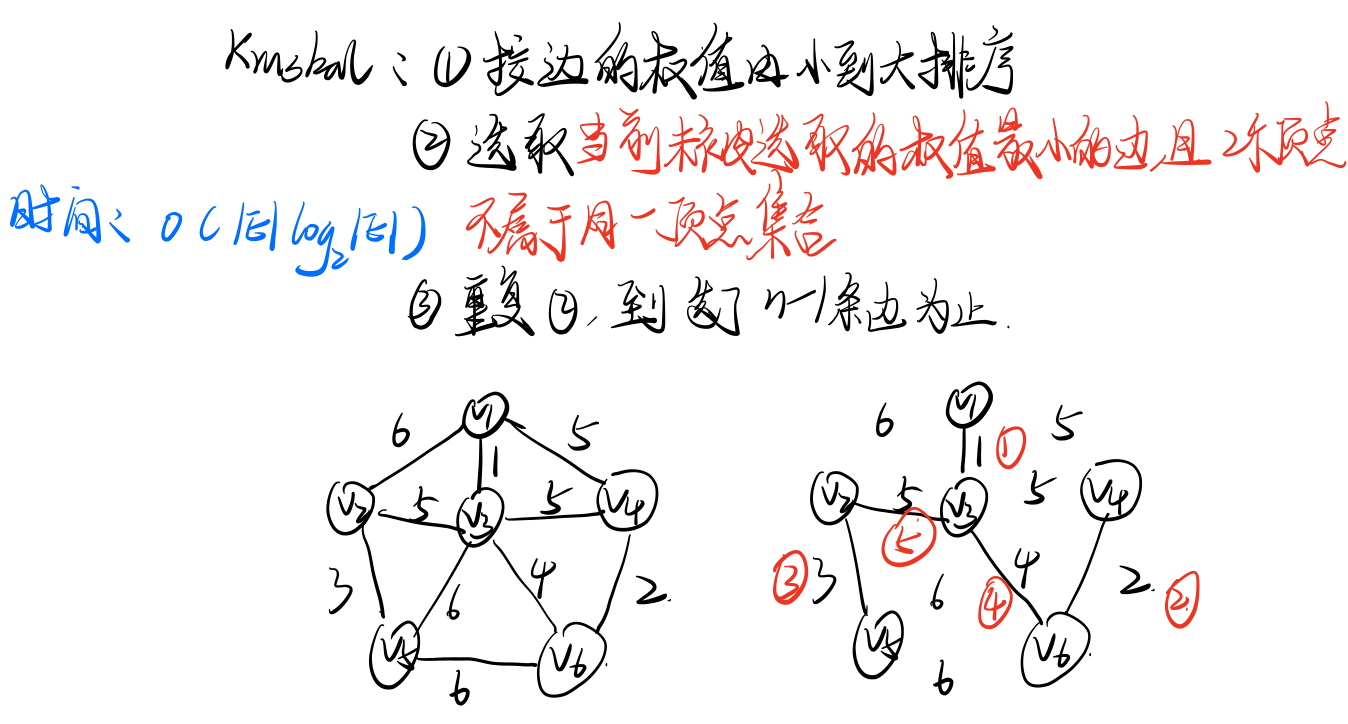 Kruskal：①按边的权值由小到大排序
②选取当前未被选取的权值最小的边,且2个顶点
时间：O(|E|log₂|E|) 不属于同一顶点集合
③重复②,到选了n-1条边为止.
V1 V1
6 5 6 5
1 1 ①
V2 5 V3 5 V4 V2 5 V3 5 V4
⑤
3 6 4 2. ③ 3 6 ④ 4 2. ②
V5 V6 V5 V6
6 6